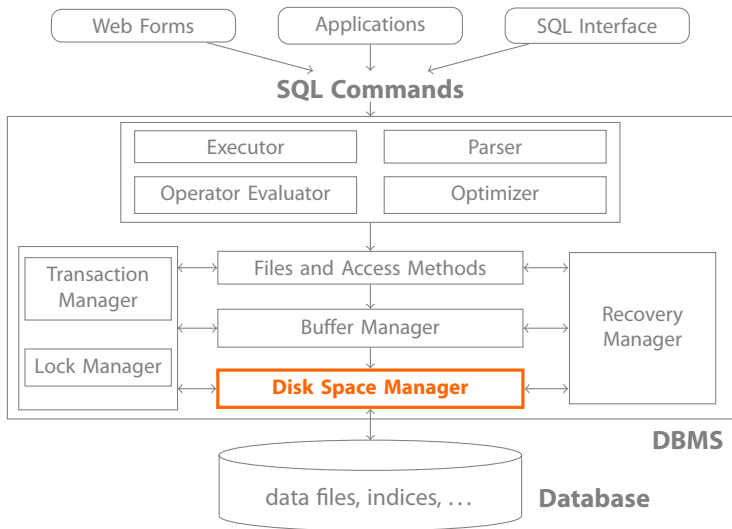 Web Forms
Applications
SQL Interface
SQL Commands
Executor
Parser
Operator Evaluator
Optimizer
Transaction
Manager
Lock Manager
Files and Access Methods
Buffer Manager
Disk Space Manager
Recovery
Manager
DBMS
data files, indices, …
Database